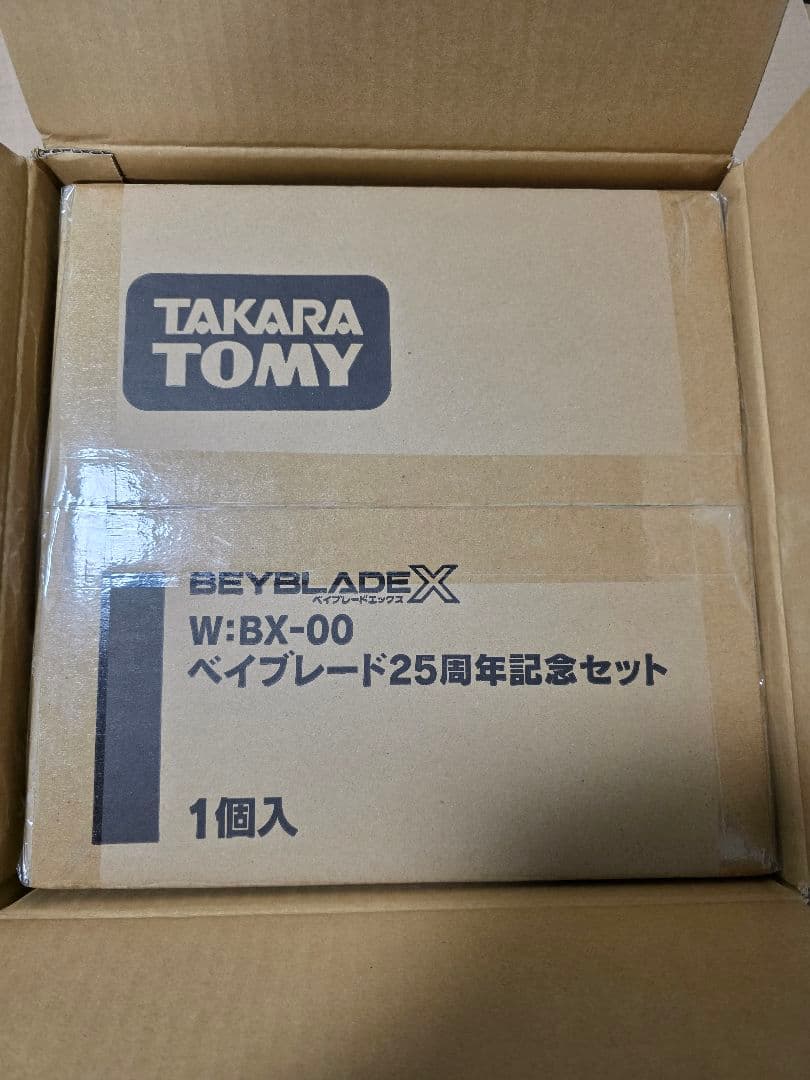 TAKARA
TOMY
BEYBLADE X
ベイブレードエックス
W:BX-00
ベイブレード25周年記念セット
1個入